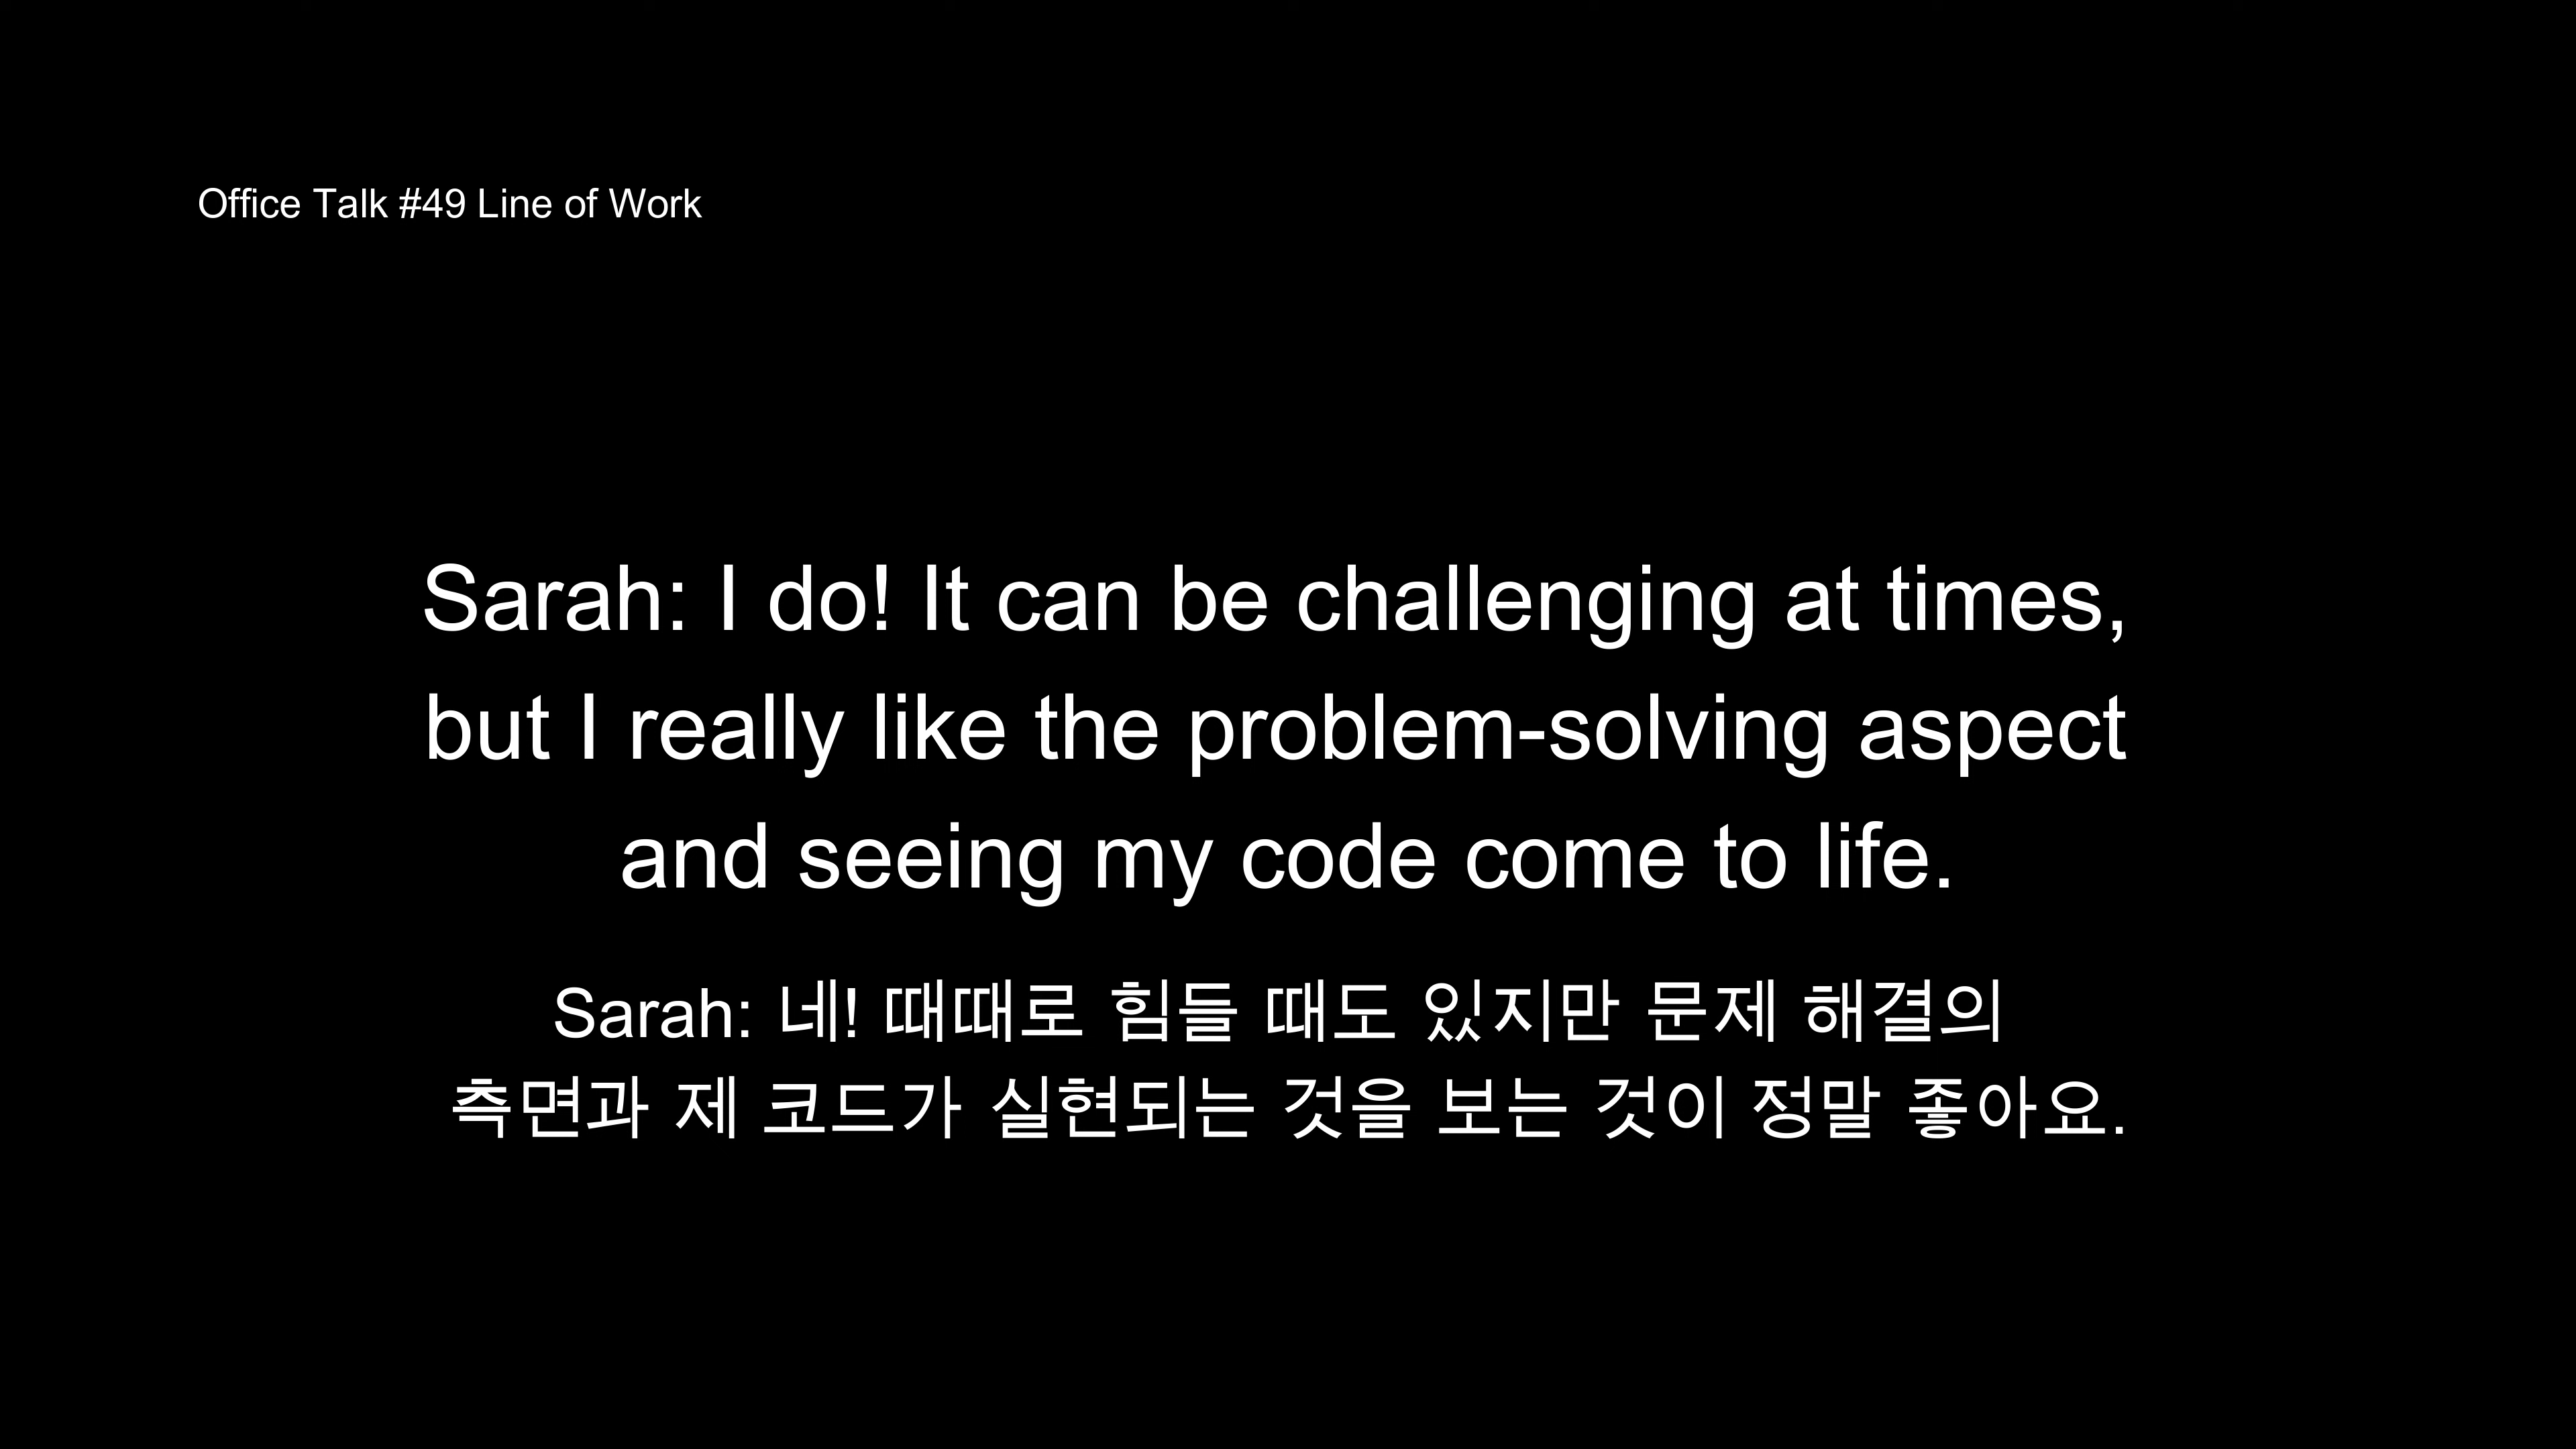 Office Talk #49 Line of Work
Sarah: I do! It can be challenging at times,
but I really like the problem-solving aspect
and seeing my code come to life.
Sarah: 네! 때때로 힘들 때도 있지만 문제 해결의
측면과 제 코드가 실현되는 것을 보는 것이 정말 좋아요.